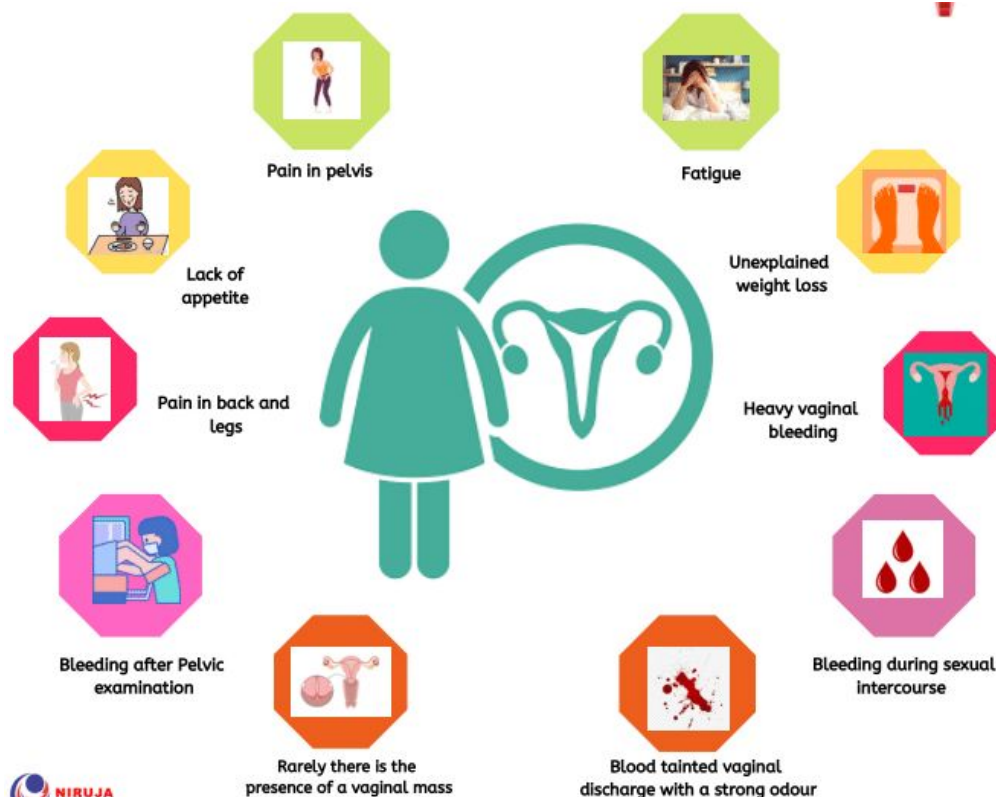 Pain in pelvis
Fatigue
Lack of
appetite
Unexplained
weight loss
Pain in back and
legs
Heavy vaginal
bleeding
Bleeding after Pelvic
examination
Bleeding during sexual
intercourse
Rarely there is the
presence of a vaginal mass
Blood tainted vaginal
discharge with a strong odour
NIRUJA